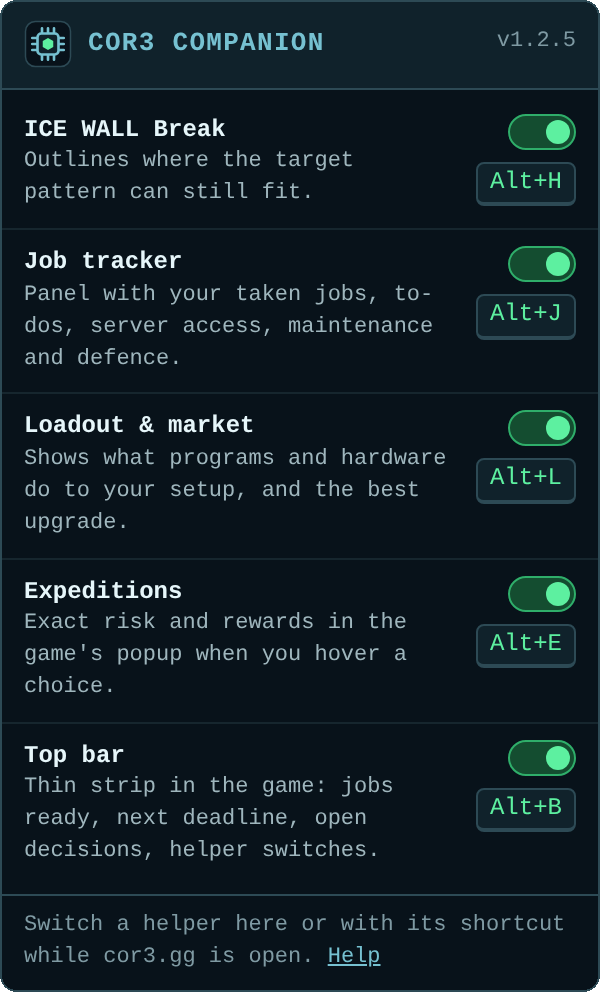 COR3 COMPANION v1.2.5
ICE WALL Break
Outlines where the target
pattern can still fit.
Alt+H
Job tracker
Panel with your taken jobs, to-
dos, server access, maintenance
and defence.
Alt+J
Loadout & market
Shows what programs and hardware
do to your setup, and the best
upgrade.
Alt+L
Expeditions
Exact risk and rewards in the
game's popup when you hover a
choice.
Alt+E
Top bar
Thin strip in the game: jobs
ready, next deadline, open
decisions, helper switches.
Alt+B
Switch a helper here or with its shortcut
while cor3.gg is open. Help